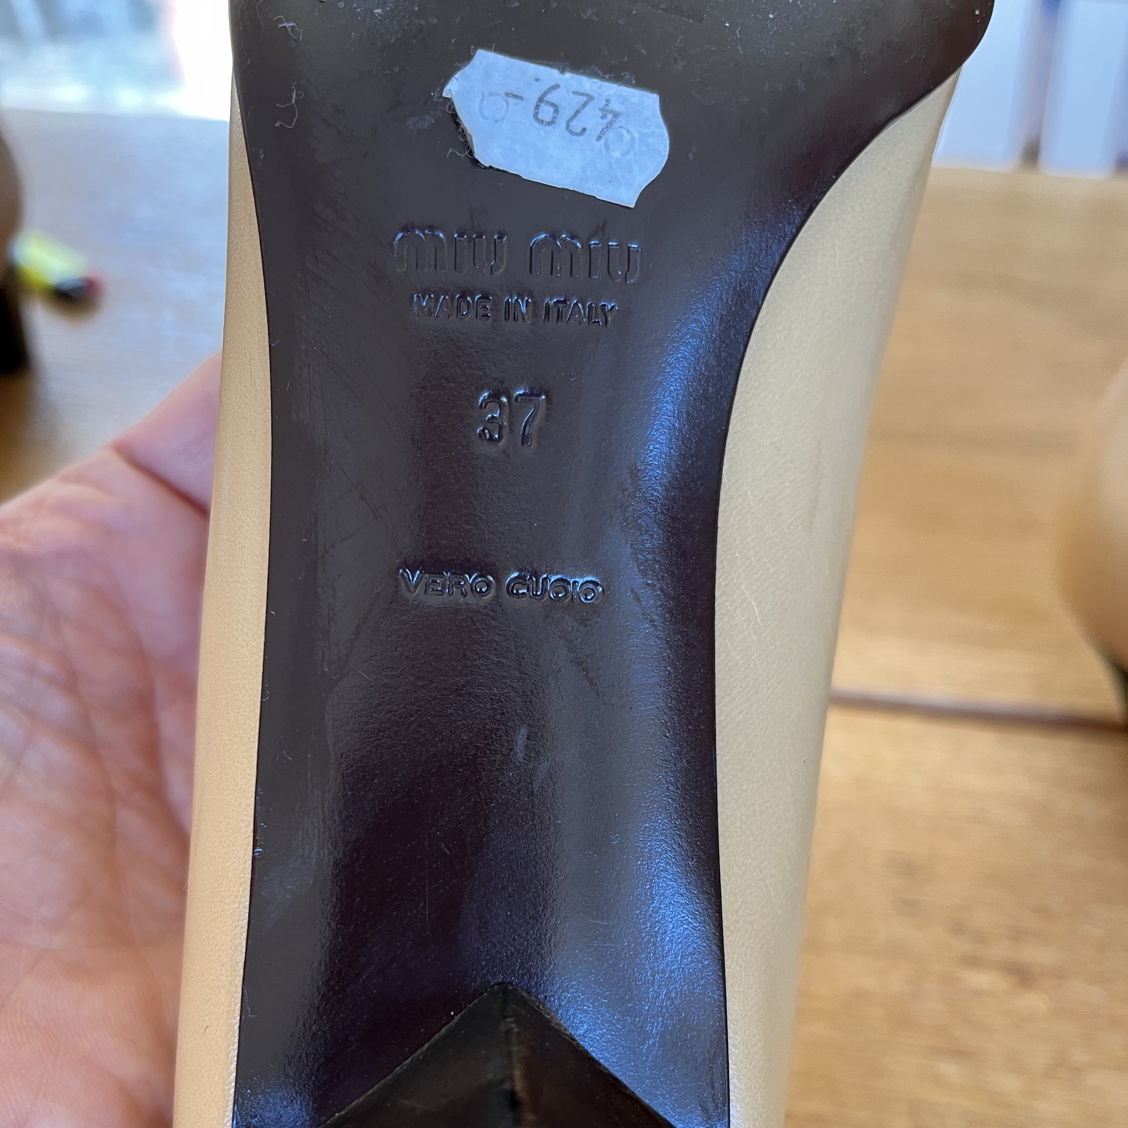 429.-
miu miu
MADE IN ITALY
37
VERO CUOIO